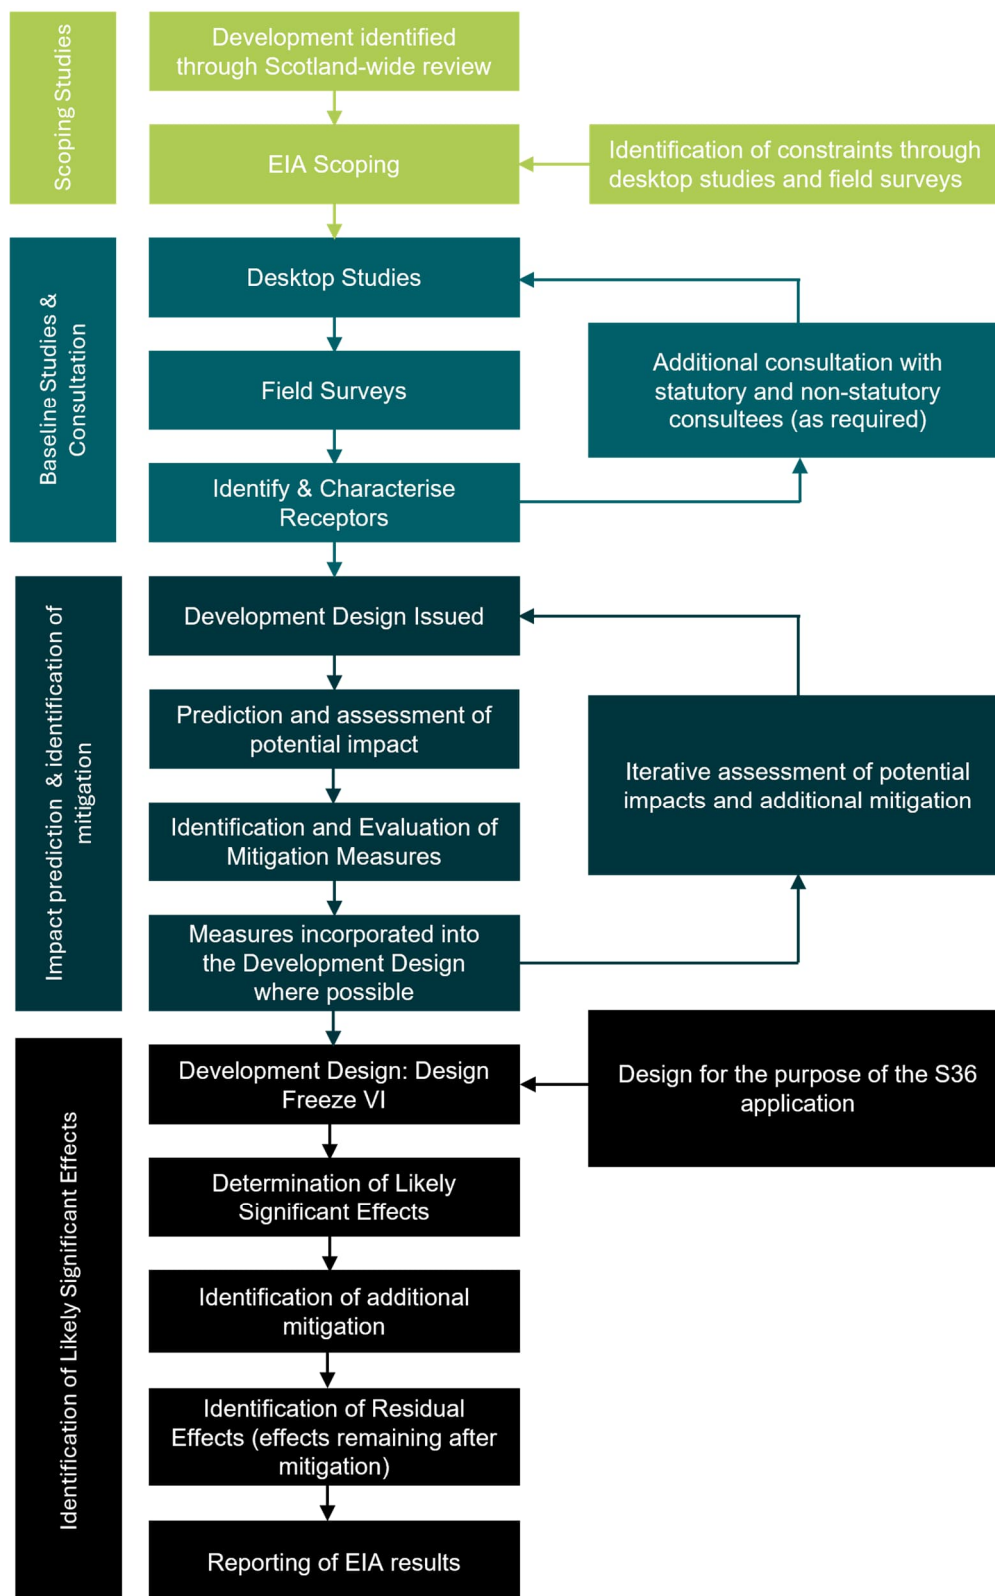 Scoping Studies
Development identified
through Scotland-wide review
EIA Scoping
Identification of constraints through
desktop studies and field surveys
Baseline Studies &
Consultation
Desktop Studies
Field Surveys
Identify & Characterise
Receptors
Additional consultation with
statutory and non-statutory
consultees (as required)
Impact prediction & identification of
mitigation
Development Design Issued
Prediction and assessment of
potential impact
Identification and Evaluation of
Mitigation Measures
Measures incorporated into
the Development Design
where possible
Iterative assessment of potential
impacts and additional mitigation
Identification of Likely Significant Effects
Development Design: Design
Freeze VI
Design for the purpose of the S36
application
Determination of Likely
Significant Effects
Identification of additional
mitigation
Identification of Residual
Effects (effects remaining after
mitigation)
Reporting of EIA results